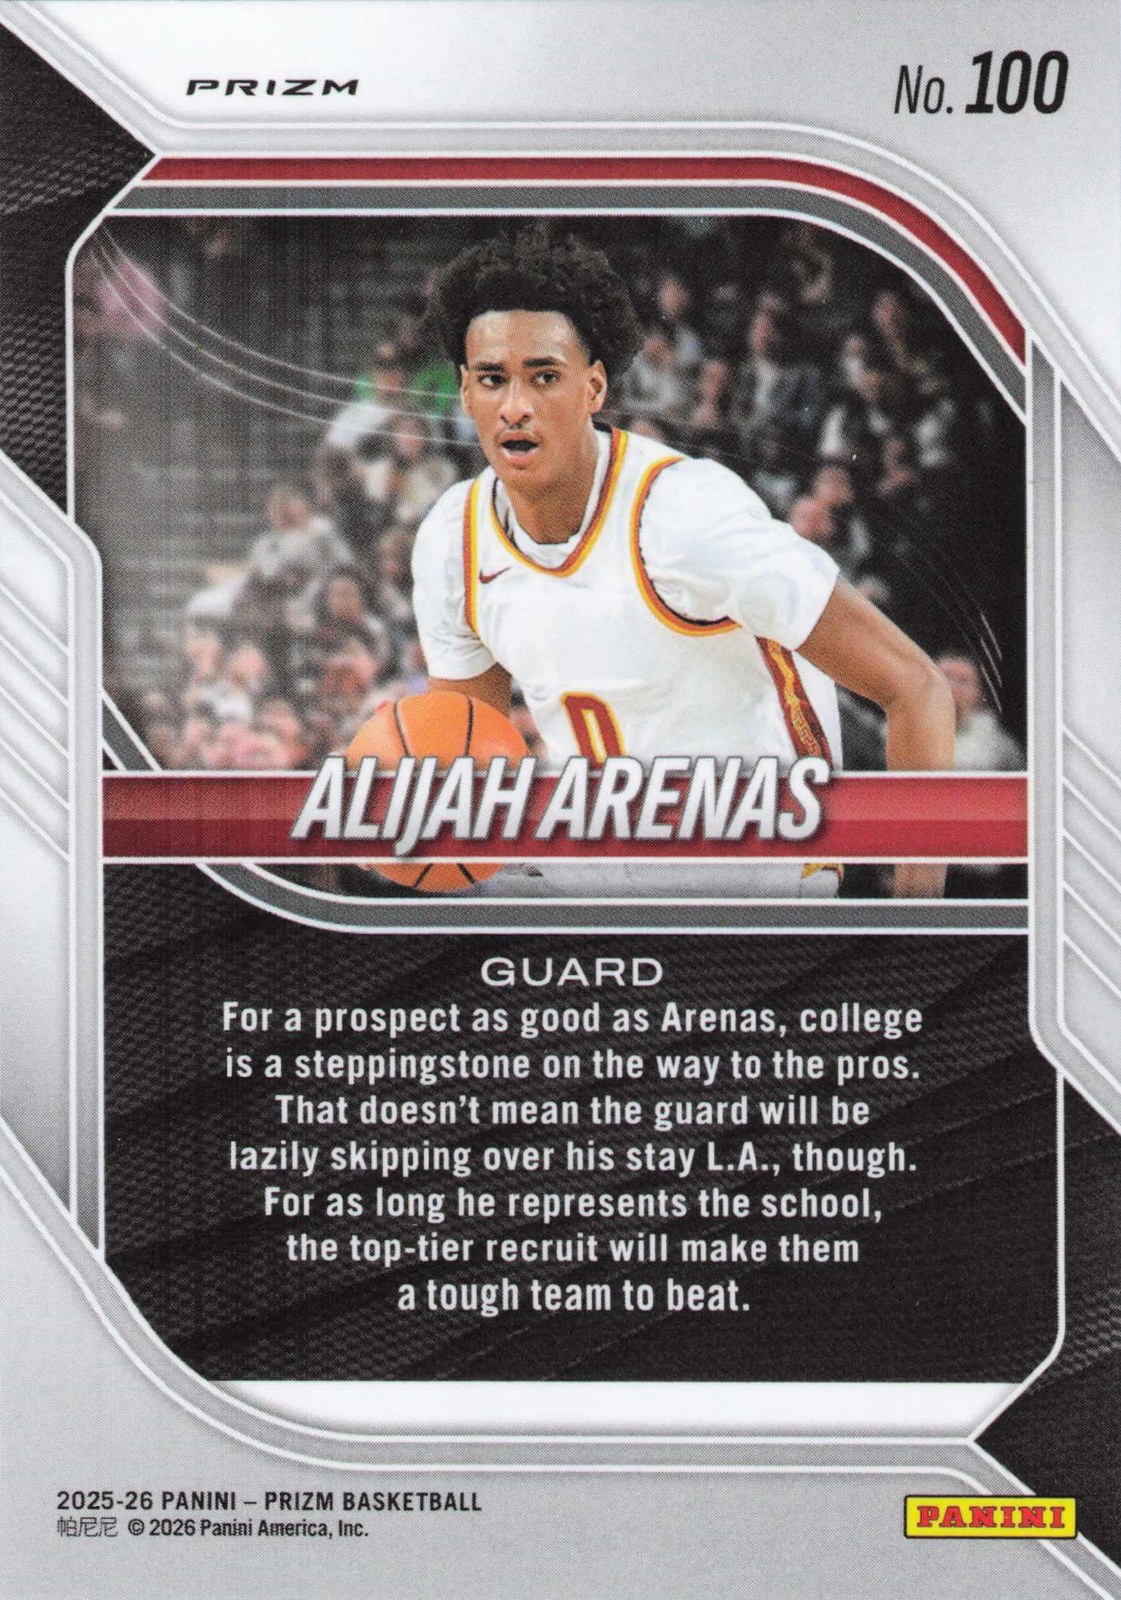 PRIZM
No. 100
0
ALIJAH ARENAS
GUARD
For a prospect as good as Arenas, college
is a steppingstone on the way to the pros.
That doesn't mean the guard will be
lazily skipping over his stay L.A., though.
For as long he represents the school,
the top-tier recruit will make them
a tough team to beat.
2025-26 PANINI – PRIZM BASKETBALL
帕尼尼 © 2026 Panini America, Inc.
PANINI